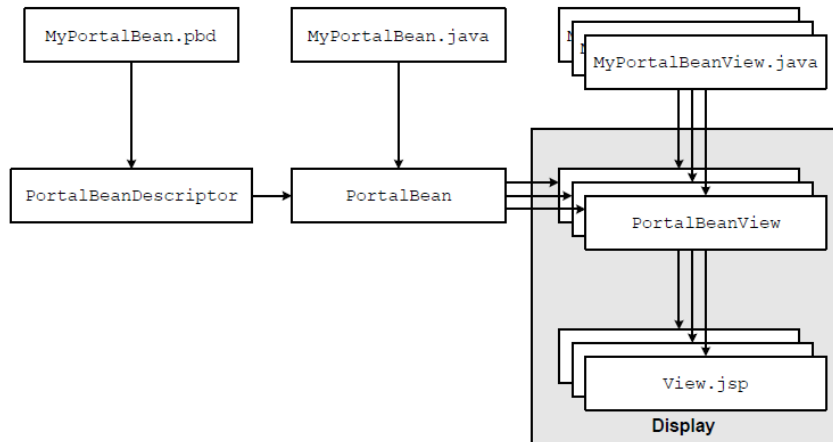 MyPortalBean.pbd
MyPortalBean.java
MyPortalBeanView.java
PortalBeanDescriptor
PortalBean
PortalBeanView
View.jsp
Display